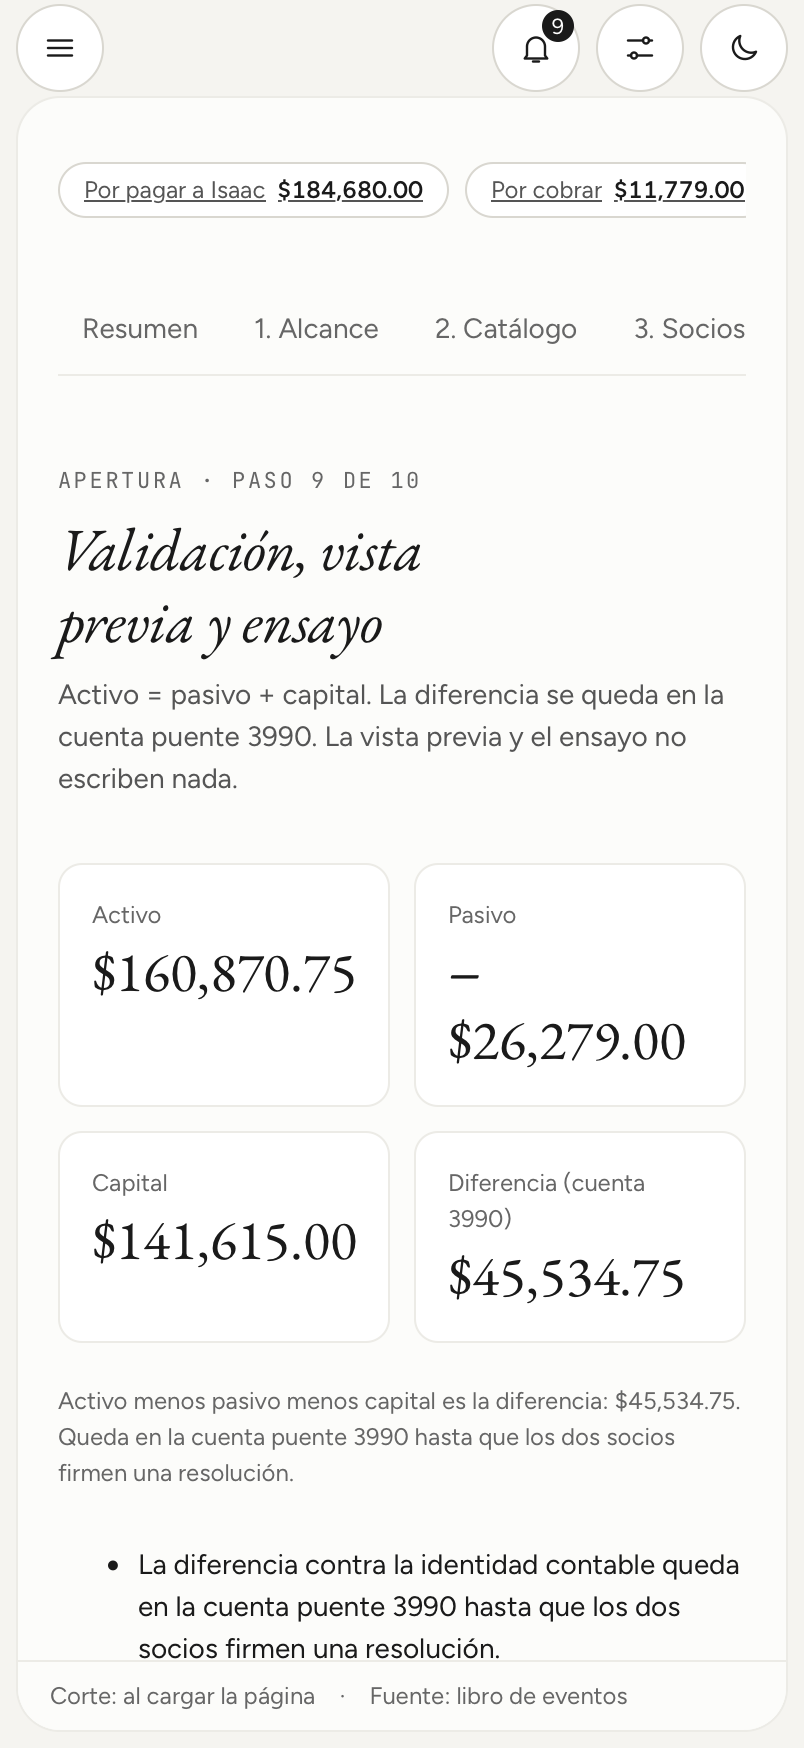 9
Por pagar a Isaac $184,680.00 Por cobrar $11,779.00
Resumen 1. Alcance 2. Catálogo 3. Socios
APERTURA · PASO 9 DE 10
Validación, vista
previa y ensayo
Activo = pasivo + capital. La diferencia se queda en la
cuenta puente 3990. La vista previa y el ensayo no
escriben nada.
Activo
$160,870.75
Pasivo
–
$26,279.00
Capital
$141,615.00
Diferencia (cuenta
3990)
$45,534.75
Activo menos pasivo menos capital es la diferencia: $45,534.75.
Queda en la cuenta puente 3990 hasta que los dos socios
firmen una resolución.
• La diferencia contra la identidad contable queda
en la cuenta puente 3990 hasta que los dos
socios firmen una resolución.
Corte: al cargar la página · Fuente: libro de eventos